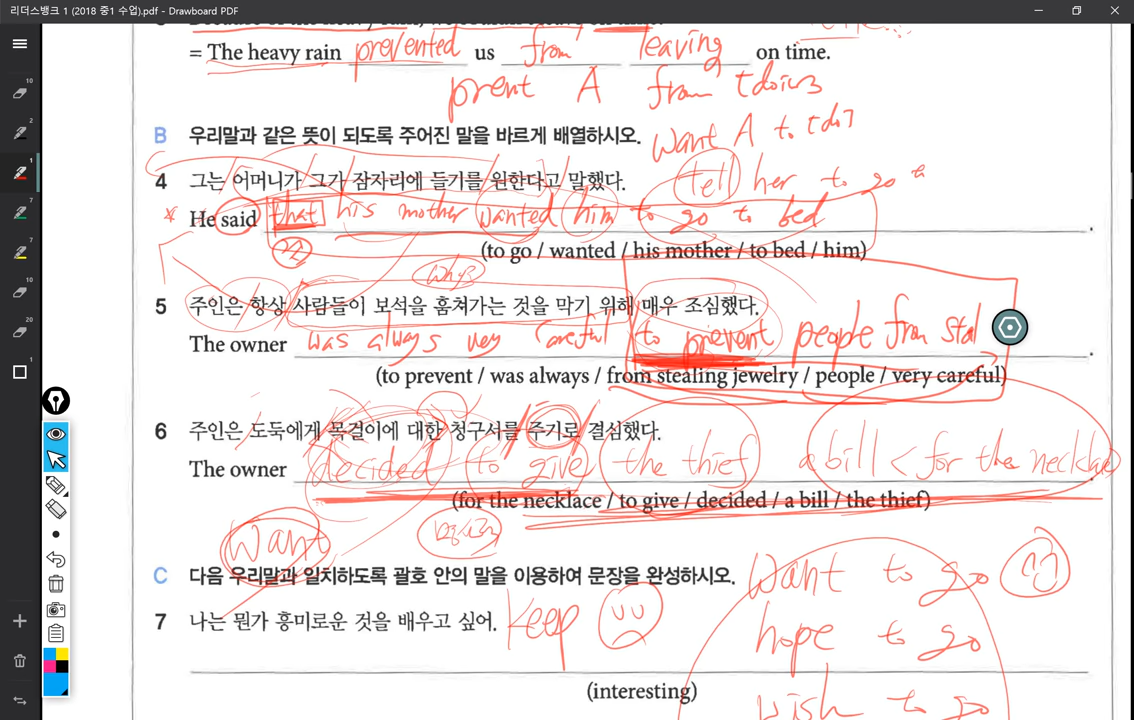 리더스뱅크 1 (2018 중1 수업).pdf - Drawboard PDF
= The heavy rain prevented us from leaving on time.
prent A from
B 우리말과 같은 뜻이 되도록 주어진 말을 바르게 배열하시오.
want A to
4 그는 어머니가 그가 잠자리에 들기를 원한다고 말했다.
tell her to go
He said that his mother wanted him to go to bed.
(to go / wanted / his mother / to bed / him)
5 주인은 항상 사람들이 보석을 훔쳐가는 것을 막기 위해 매우 조심했다.
The owner was always very careful to prevent people from steal.
(to prevent / was always / from stealing jewelry / people / very careful)
6 주인은 도둑에게 목걸이에 대한 청구서를 주기로 결심했다.
The owner decided to give the thief a bill < for the necklace
(for the necklace / to give / decided / a bill / the thief)
want
C 다음 우리말과 일치하도록 괄호 안의 말을 이용하여 문장을 완성하시오.
want to go
7 나는 뭔가 흥미로운 것을 배우고 싶어.
keep
hope to go
(interesting)
wish to go